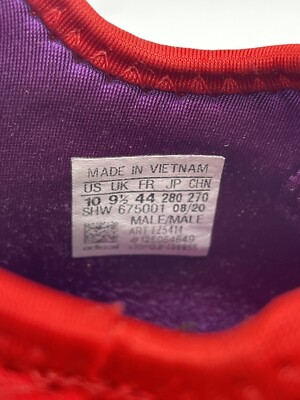 MADE IN VIETNAM
US UK FR JP CHN
10 9½ 44 280 270
SHW 675001 08/20
MALE/MALE
ART
adidas